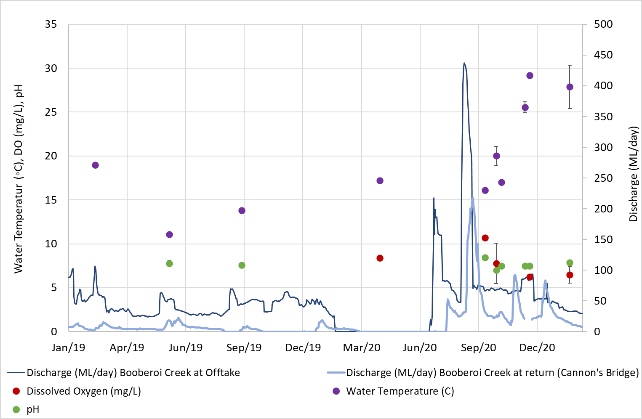 35
30
25
20
15
10
5
0
Water Temperatur (°C), DO (mg/L), pH
500
450
400
350
300
250
200
150
100
50
0
Discharge (ML/day)
Jan/19 Apr/19 Jun/19 Sep/19 Dec/19 Mar/20 Jun/20 Sep/20 Dec/20
Discharge (ML/day) Booberoi Creek at Offtake
Discharge (ML/day) Booberoi Creek at return (Cannon's Bridge)
Dissolved Oxygen (mg/L)
Water Temperature (C)
pH